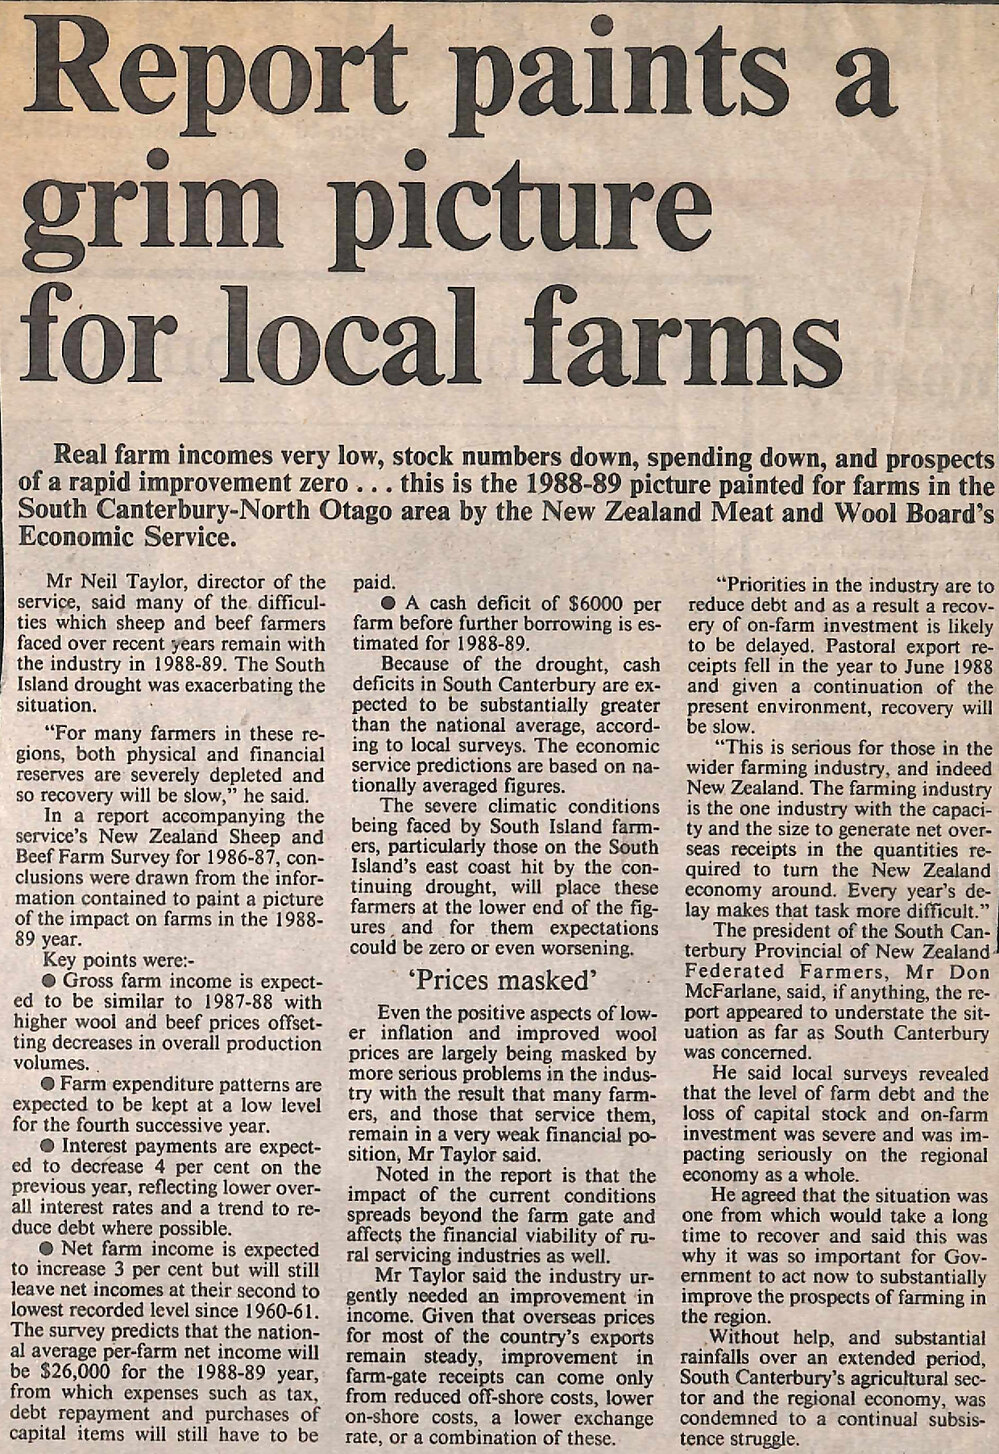 Report paints a
grim picture
for local farms
Real farm incomes very low, stock numbers down, spending down, and prospects
of a rapid improvement zero . . . this is the 1988-89 picture painted for farms in the
South Canterbury-North Otago area by the New Zealand Meat and Wool Board's
Economic Service.
Mr Neil Taylor, director of the
service, said many of the difficul-
ties which sheep and beef farmers
faced over recent years remain with
the industry in 1988-89. The South
Island drought was exacerbating the
situation.
“For many farmers in these re-
gions, both physical and financial
reserves are severely depleted and
so recovery will be slow,” he said.
In a report accompanying the
service's New Zealand Sheep and
Beef Farm Survey for 1986-87, con-
clusions were drawn from the infor-
mation contained to paint a picture
of the impact on farms in the 1988-
89 year.
Key points were:-
● Gross farm income is expect-
ed to be similar to 1987-88 with
higher wool and beef prices offset-
ting decreases in overall production
volumes.
● Farm expenditure patterns are
expected to be kept at a low level
for the fourth successive year.
● Interest payments are expect-
ed to decrease 4 per cent on the
previous year, reflecting lower over-
all interest rates and a trend to re-
duce debt where possible.
● Net farm income is expected
to increase 3 per cent but will still
leave net incomes at their second to
lowest recorded level since 1960-61.
The survey predicts that the nation-
al average per-farm net income will
be $26,000 for the 1988-89 year,
from which expenses such as tax,
debt repayment and purchases of
capital items will still have to be
paid.
● A cash deficit of $6000 per
farm before further borrowing is es-
timated for 1988-89.
Because of the drought, cash
deficits in South Canterbury are ex-
pected to be substantially greater
than the national average, accord-
ing to local surveys. The economic
service predictions are based on na-
tionally averaged figures.
The severe climatic conditions
being faced by South Island farm-
ers, particularly those on the South
Island's east coast hit by the con-
tinuing drought, will place these
farmers at the lower end of the fig-
ures and for them expectations
could be zero or even worsening.
‘Prices masked’
Even the positive aspects of low-
er inflation and improved wool
prices are largely being masked by
more serious problems in the indus-
try with the result that many farm-
ers, and those that service them,
remain in a very weak financial po-
sition, Mr Taylor said.
Noted in the report is that the
impact of the current conditions
spreads beyond the farm gate and
affects the financial viability of ru-
ral servicing industries as well.
Mr Taylor said the industry ur-
gently needed an improvement in
income. Given that overseas prices
for most of the country's exports
remain steady, improvement in
farm-gate receipts can come only
from reduced off-shore costs, lower
on-shore costs, a lower exchange
rate, or a combination of these.
“Priorities in the industry are to
reduce debt and as a result a recov-
ery of on-farm investment is likely
to be delayed. Pastoral export re-
ceipts fell in the year to June 1988
and given a continuation of the
present environment, recovery will
be slow.
“This is serious for those in the
wider farming industry, and indeed
New Zealand. The farming industry
is the one industry with the capaci-
ty and the size to generate net over-
seas receipts in the quantities re-
quired to turn the New Zealand
economy around. Every year's de-
lay makes that task more difficult.”
The president of the South Can-
terbury Provincial of New Zealand
Federated Farmers, Mr Don
McFarlane, said, if anything, the re-
port appeared to understate the sit-
uation as far as South Canterbury
was concerned.
He said local surveys revealed
that the level of farm debt and the
loss of capital stock and on-farm
investment was severe and was im-
pacting seriously on the regional
economy as a whole.
He agreed that the situation was
one from which would take a long
time to recover and said this was
why it was so important for Gov-
ernment to act now to substantially
improve the prospects of farming in
the region.
Without help, and substantial
rainfalls over an extended period,
South Canterbury's agricultural sec-
tor and the regional economy, was
condemned to a continual subsis-
tence struggle.